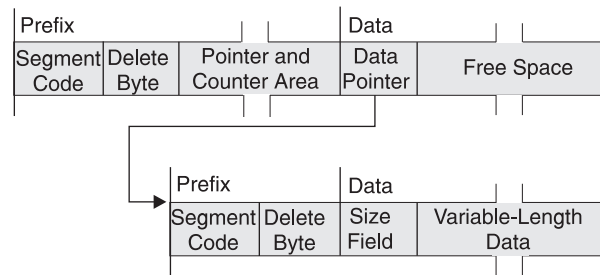 Prefix Data
Segment Code Delete Byte Pointer and Counter Area Data Pointer Free Space
Prefix Data
Segment Code Delete Byte Size Field Variable-Length Data